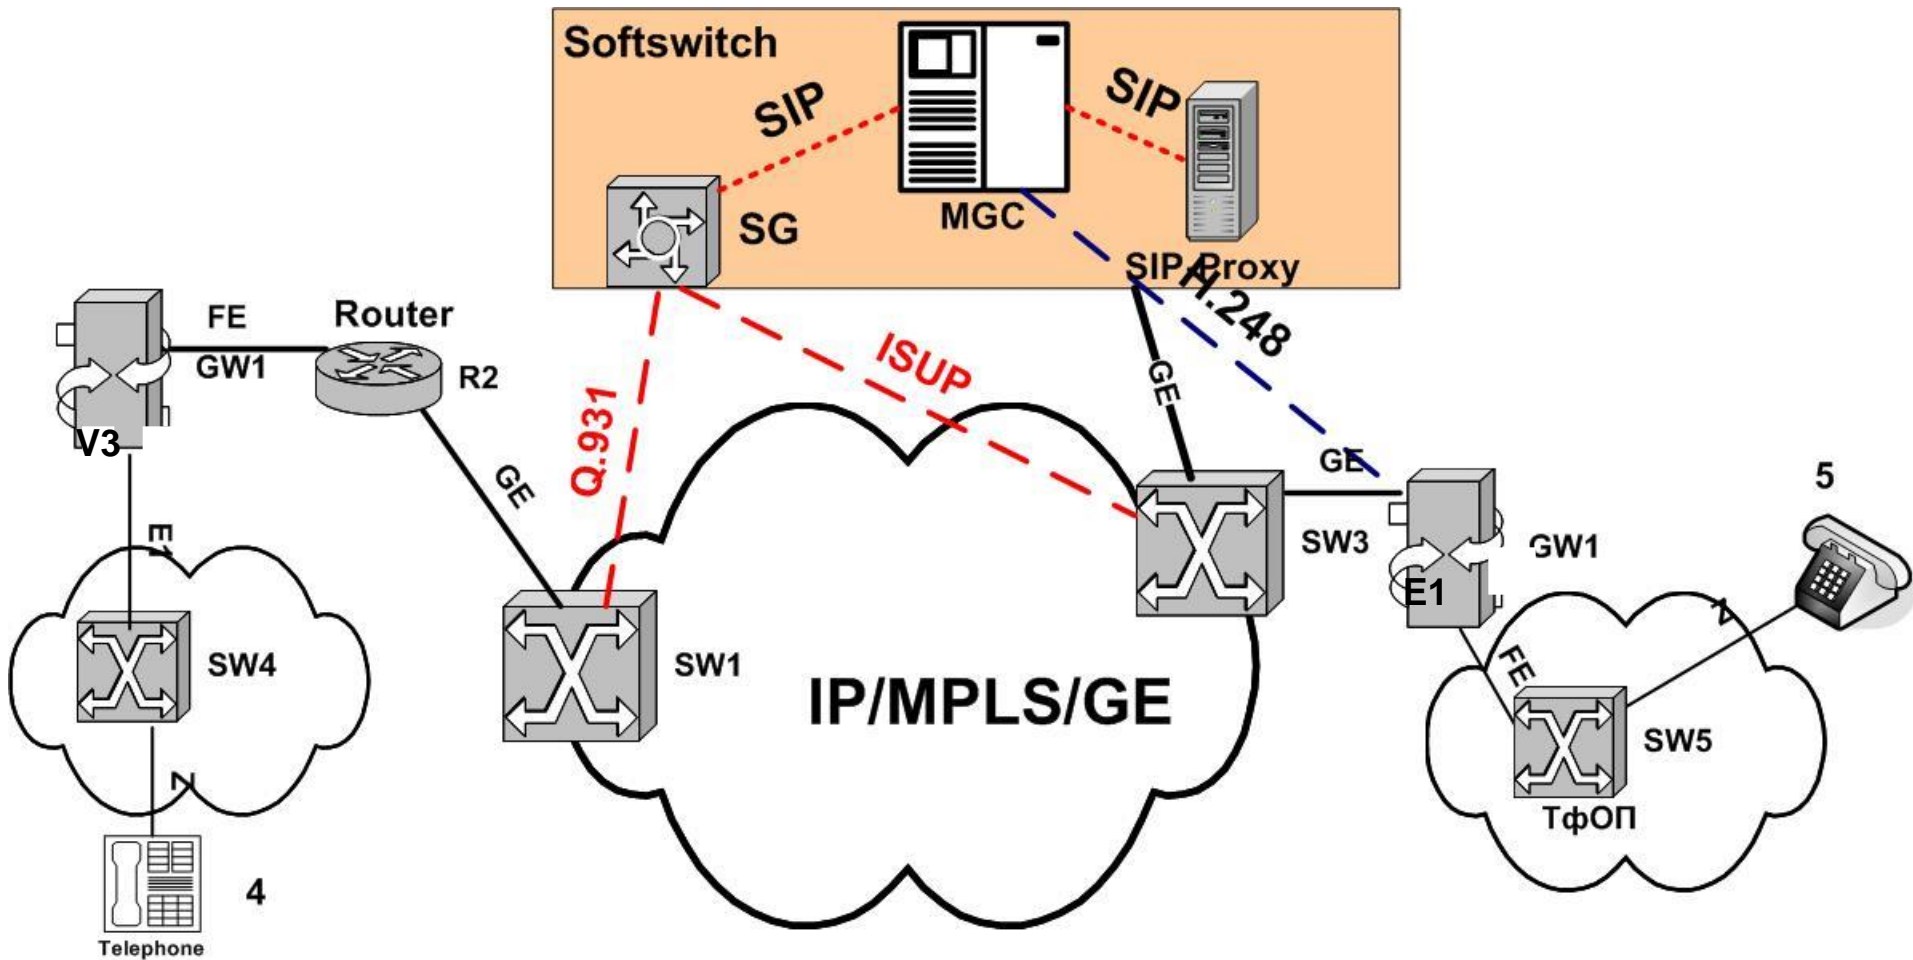 Softswitch
SIP
SIP
SG
MGC
SIP Proxy
H.248
FE
GW1
Router
R2
V3
GE
Q.931
ISUP
GE
GE
E1
SW3
GW1
E1
5
SW4
SW1
IP/MPLS/GE
FE
Z
SW5
ТфОП
Z
4
Telephone